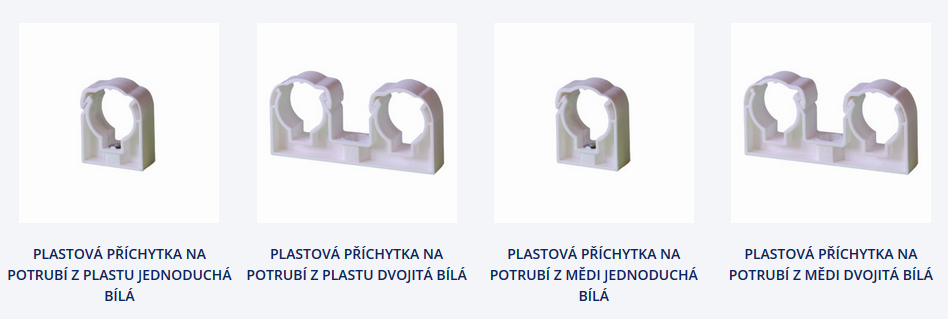 PLASTOVÁ PŘÍCHYTKA NA
POTRUBÍ Z PLASTU JEDNODUCHÁ
BÍLÁ
PLASTOVÁ PŘÍCHYTKA NA
POTRUBÍ Z PLASTU DVOJITÁ BÍLÁ
PLASTOVÁ PŘÍCHYTKA NA
POTRUBÍ Z MĚDI JEDNODUCHÁ
BÍLÁ
PLASTOVÁ PŘÍCHYTKA NA
POTRUBÍ Z MĚDI DVOJITÁ BÍLÁ